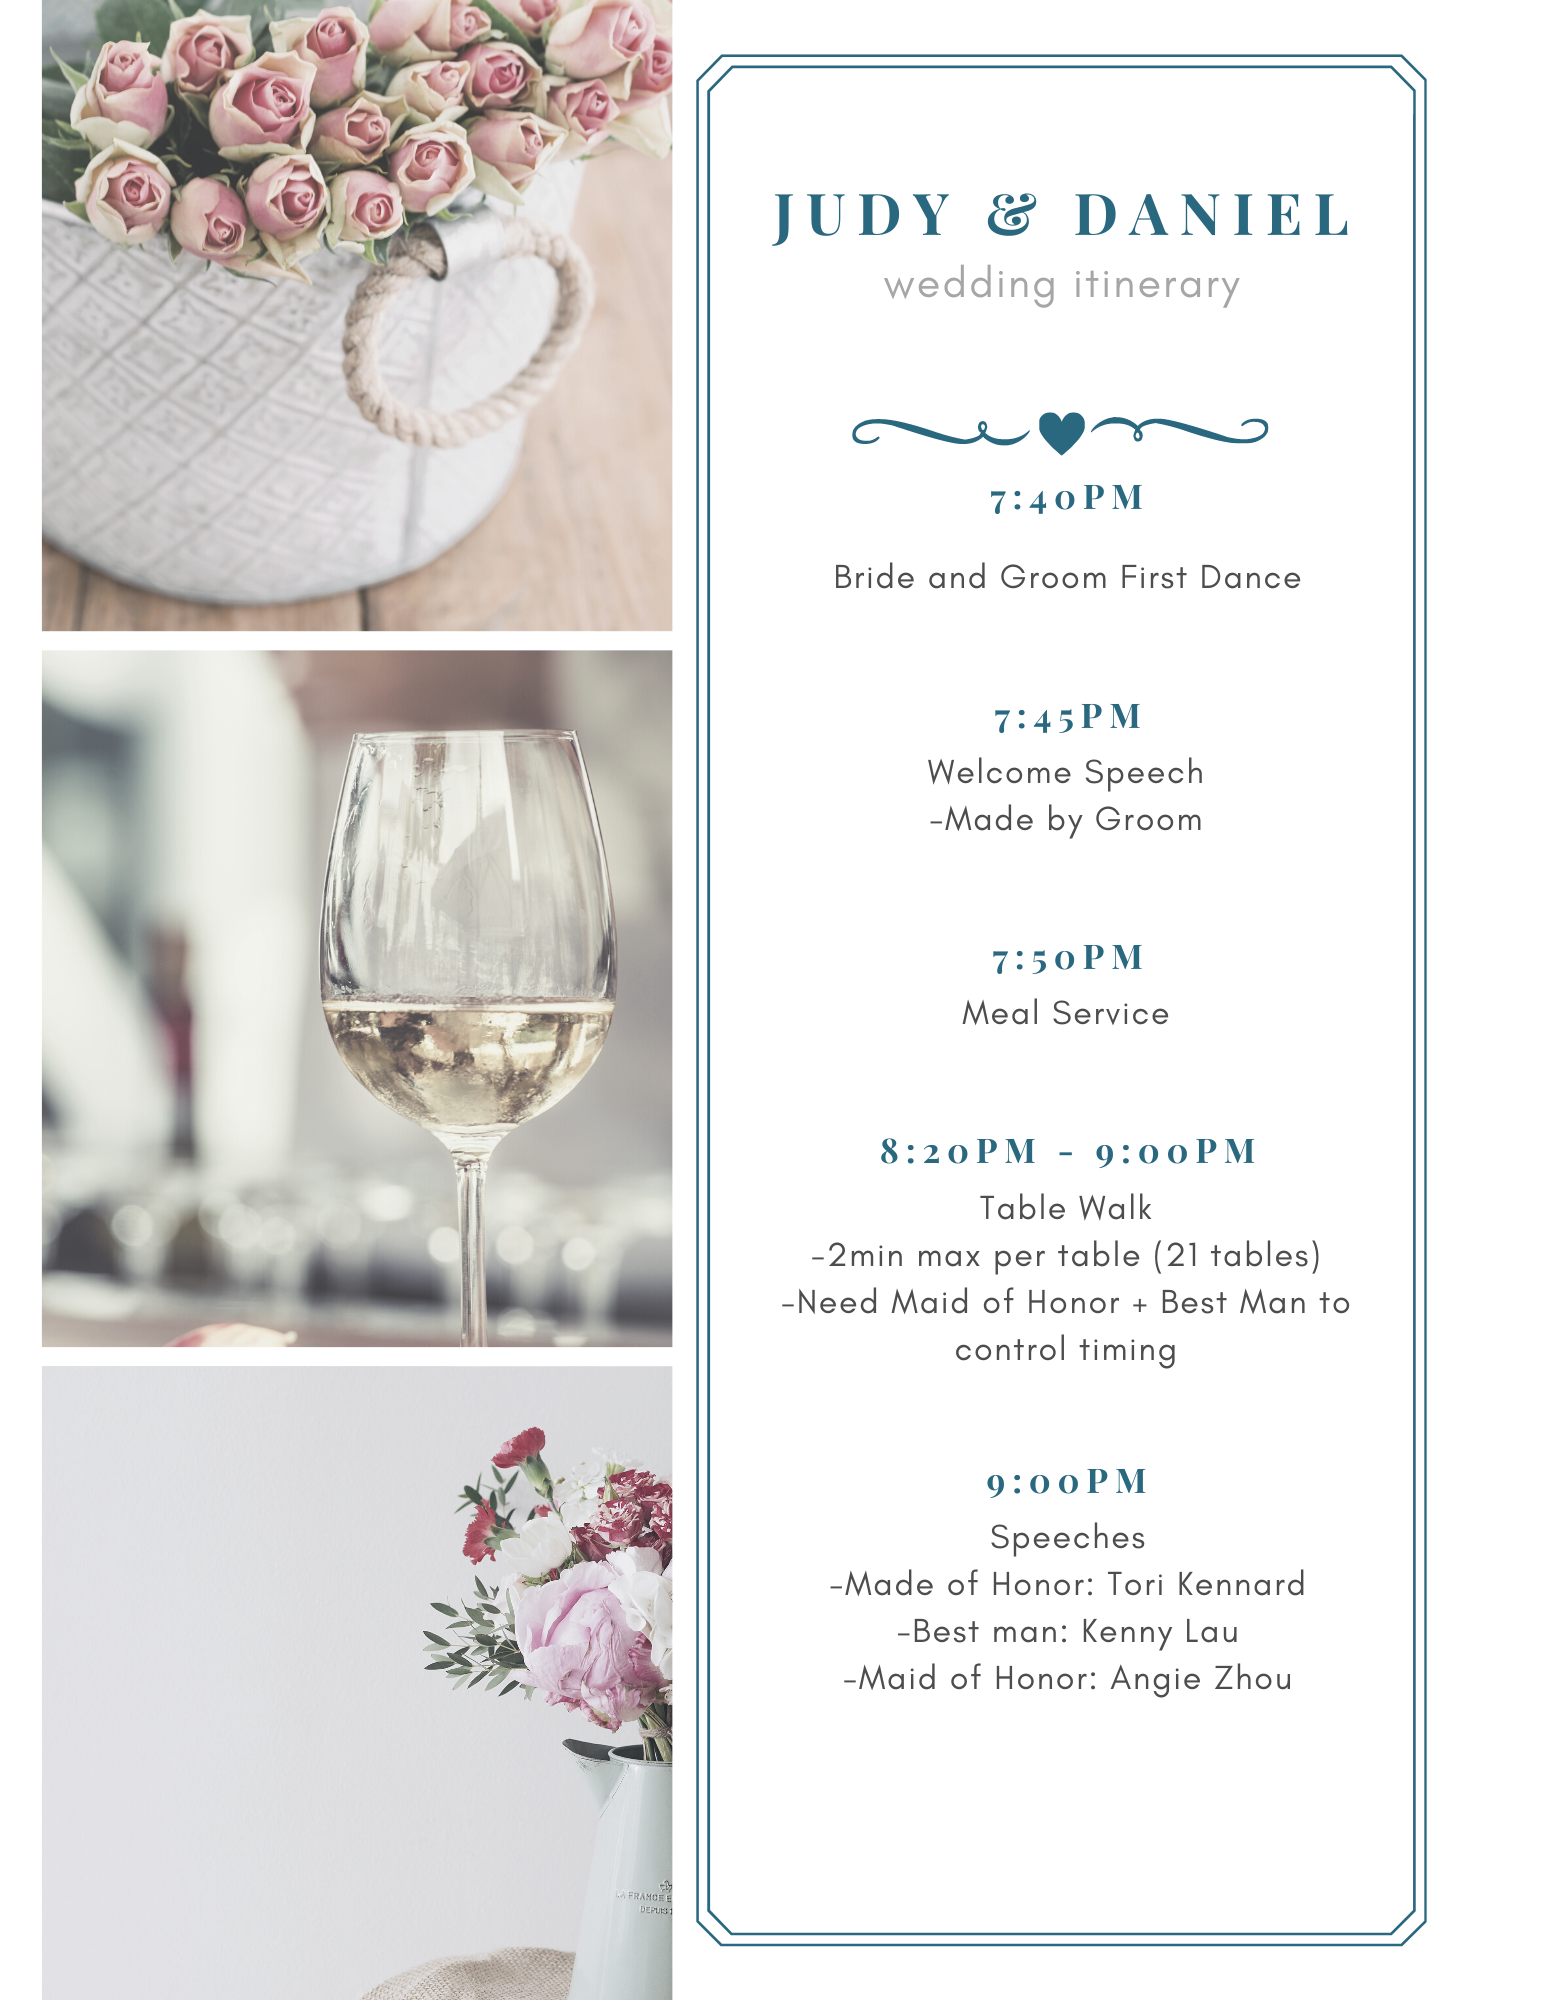 JUDY & DANIEL
wedding itinerary
7:40PM
Bride and Groom First Dance
7:45PM
Welcome Speech
-Made by Groom
7:50PM
Meal Service
8:20PM - 9:00PM
Table Walk
-2min max per table (21 tables)
-Need Maid of Honor + Best Man to
control timing
9:00PM
Speeches
-Made of Honor: Tori Kennard
-Best man: Kenny Lau
-Maid of Honor: Angie Zhou
FRANCE
DEPUIS